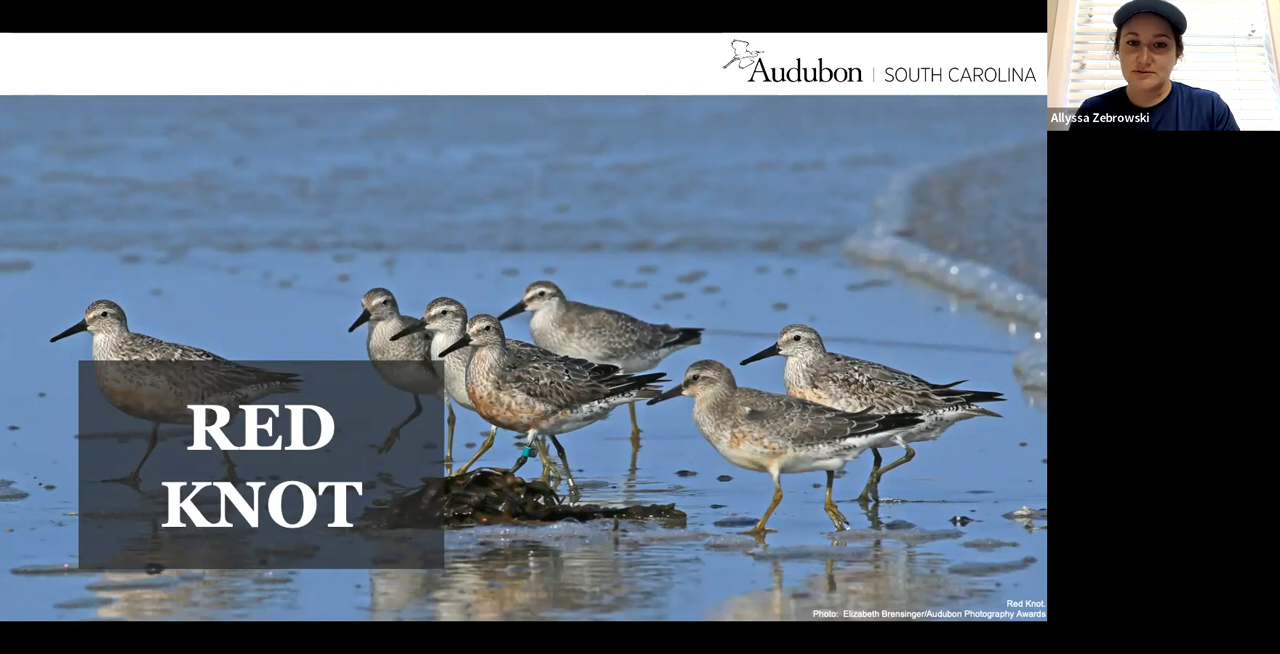 Audubon | SOUTH CAROLINA
Allyssa Zebrowski
RED
KNOT
Red Knot.
Photo: Elizabeth Brensinger/Audubon Photography Awards